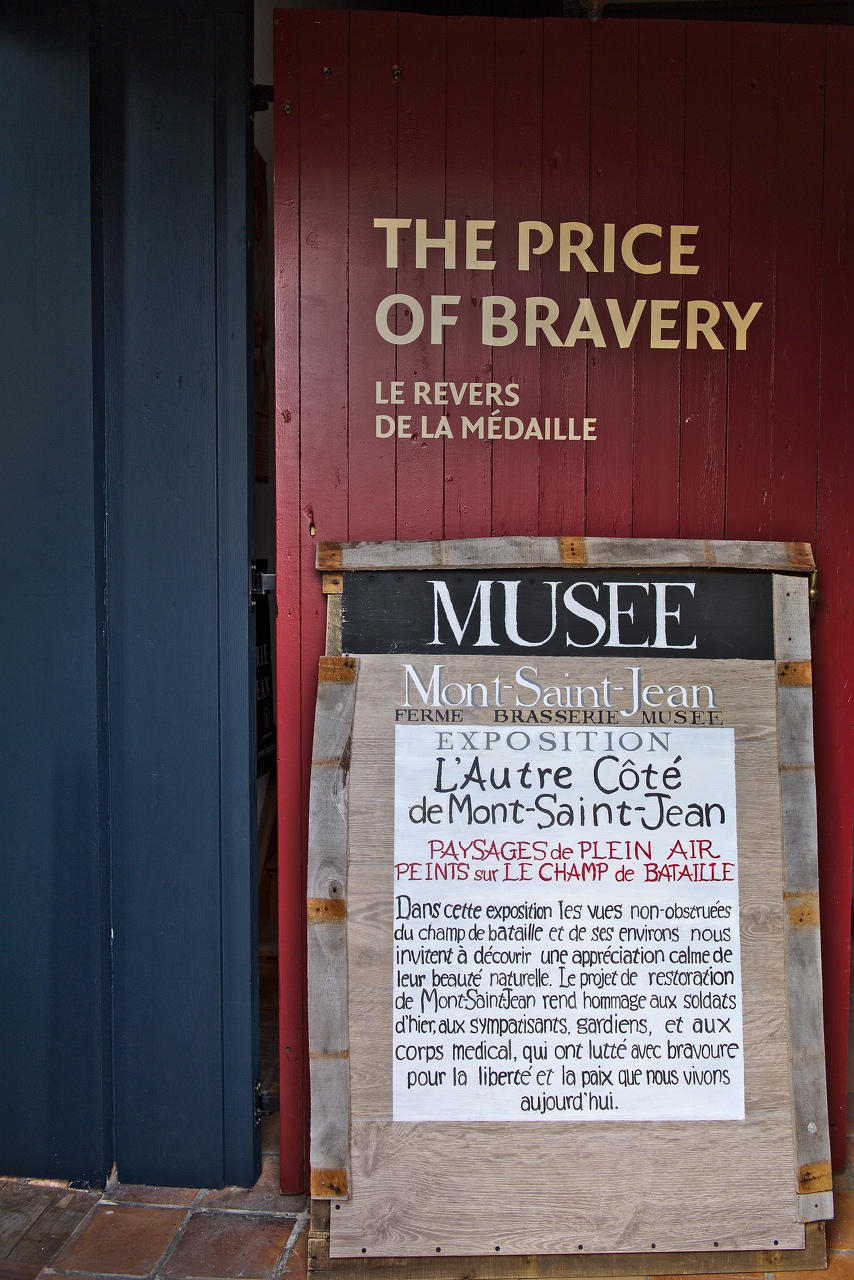 THE PRICE
OF BRAVERY
LE REVERS
DE LA MÉDAILLE
MUSEE
Mont-Saint-Jean
FERME BRASSERIE MUSEE
EXPOSITION
L'Autre Côté
de Mont-Saint-Jean
PAYSAGES de PLEIN AIR
PEINTS sur LE CHAMP de BATAILLE
Dans cette exposition les vues non-obstruées
du champ de bataille et de ses environs nous
invitent à découvrir une appréciation calme de
leur beauté naturelle. Le projet de restoration
de Mont-Saint-Jean rend hommage aux soldats
d'hier, aux sympatisants, gardiens, et aux
corps medical, qui ont lutté avec bravoure
pour la liberté et la paix que nous vivons
aujourd'hui.